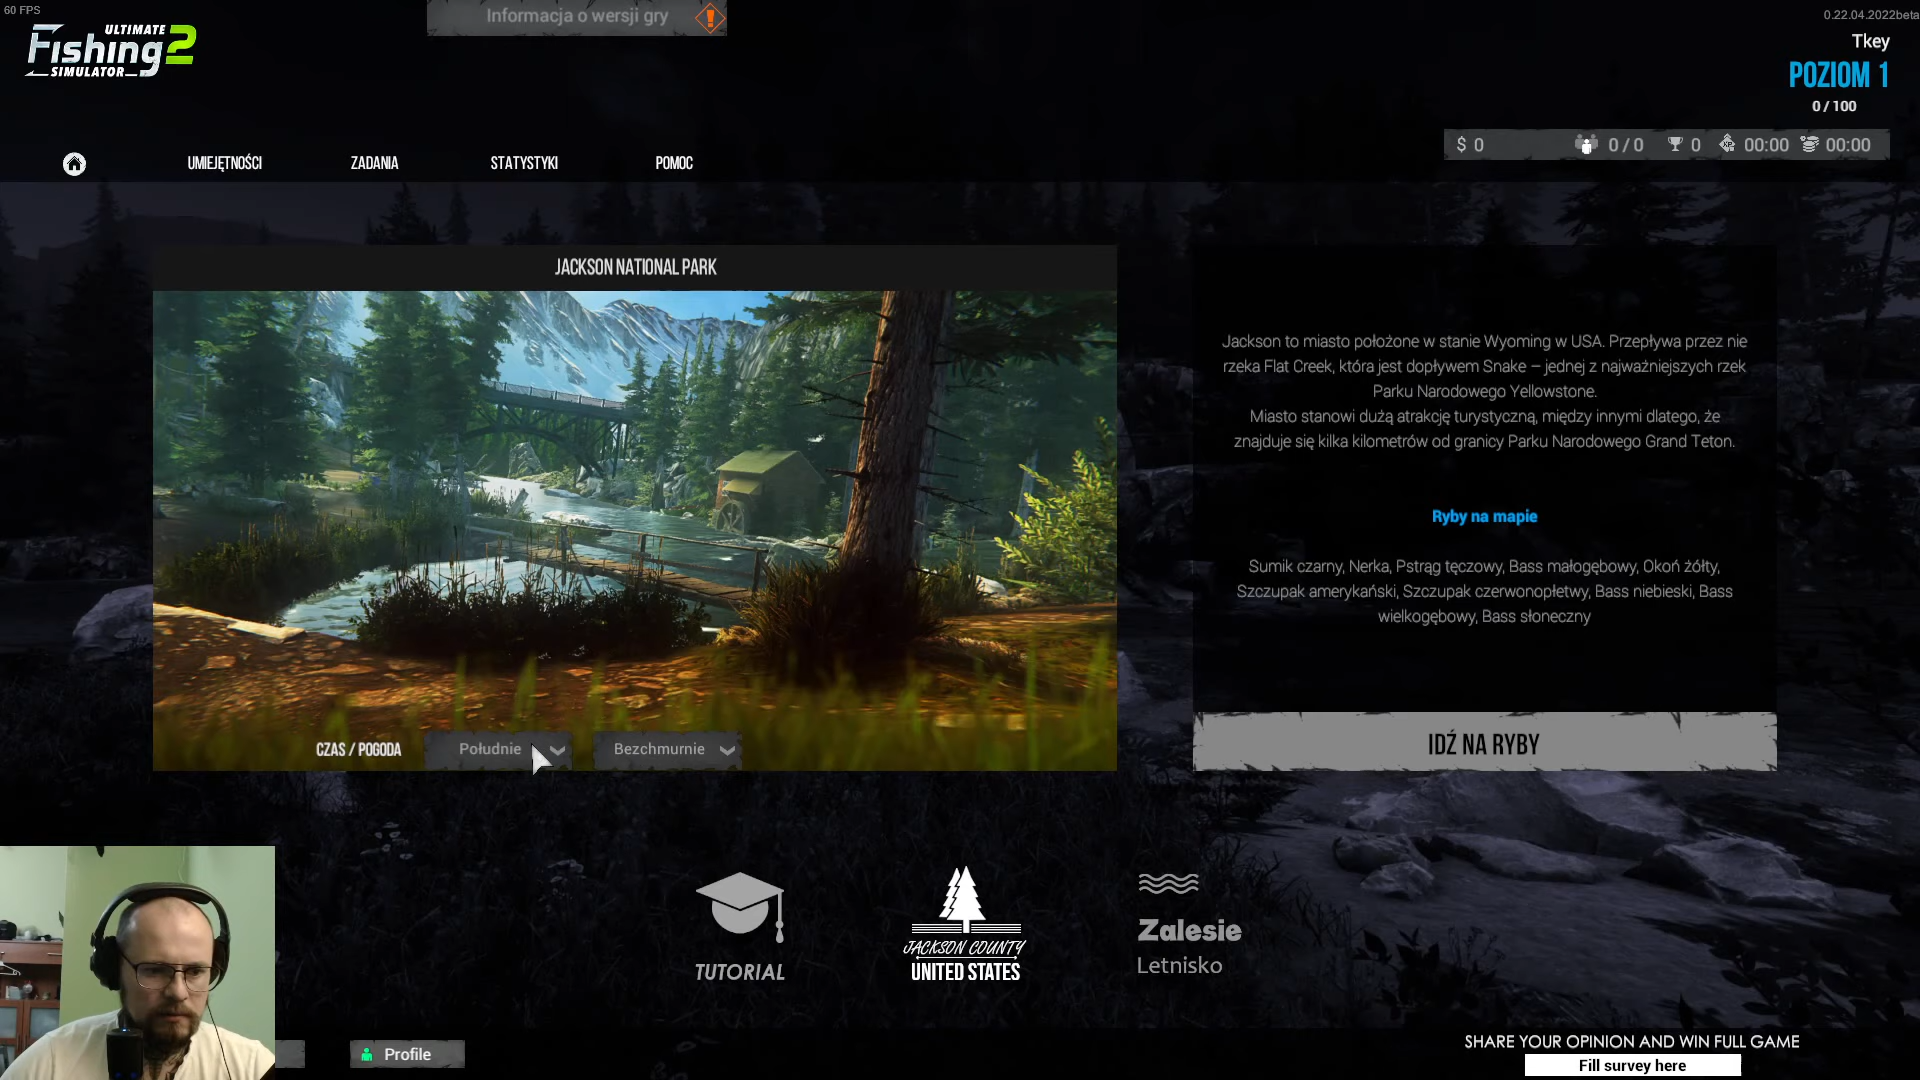 60 FPS
ULTIMATE
Fishing 2
SIMULATOR
Informacja o wersji gry
0.22.04.2022beta
Tkey
POZIOM 1
0 / 100
$ 0
0 / 0
0
XP
00:00
00:00
UMIEJĘTNOŚCI
ZADANIA
STATYSTYKI
POMOC
JACKSON NATIONAL PARK
CZAS / POGODA
Południe
Bezchmurnie
Jackson to miasto położone w stanie Wyoming w USA. Przepływa przez nie
rzeka Flat Creek, która jest dopływem Snake – jednej z najważniejszych rzek
Parku Narodowego Yellowstone.
Miasto stanowi dużą atrakcję turystyczną, między innymi dlatego, że
znajduje się kilka kilometrów od granicy Parku Narodowego Grand Teton.
Ryby na mapie
Sumik czarny, Nerka, Pstrąg tęczowy, Bass małogębowy, Okoń żółty,
Szczupak amerykański, Szczupak czerwonopłetwy, Bass niebieski, Bass
wielkogębowy, Bass słoneczny
IDŹ NA RYBY
TUTORIAL
JACKSON COUNTY
UNITED STATES
Zalesie
Letnisko
Profile
SHARE YOUR OPINION AND WIN FULL GAME
Fill survey here